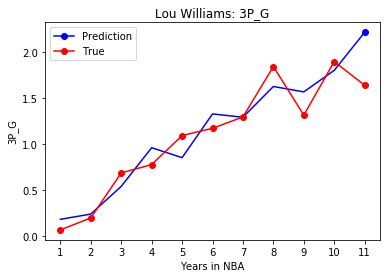 Lou Williams: 3P_G
Prediction
True
2.0
1.5
1.0
0.5
0.0
3P_G
1 2 3 4 5 6 7 8 9 10 11
Years in NBA